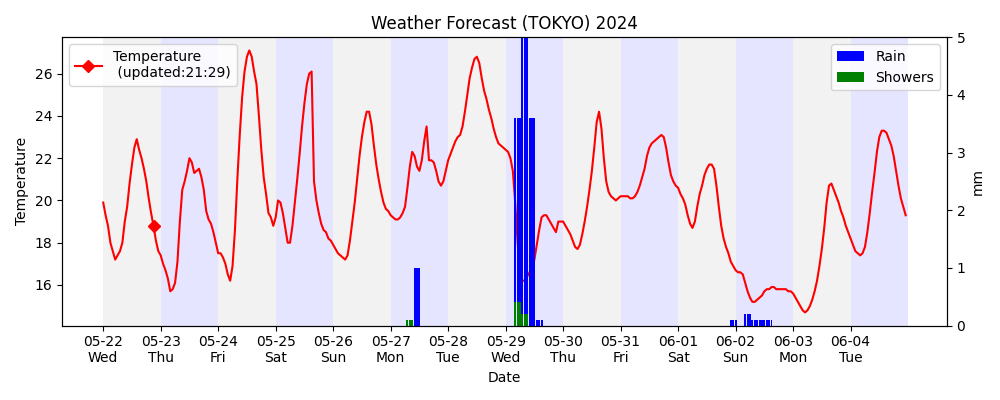 Weather Forecast (TOKYO) 2024
Temperature
(updated:21:29)
Rain
Showers
Temperature
26
24
22
20
18
16
5
4
3
2
1
0
mm
05-22 05-23 05-24 05-25 05-26 05-27 05-28 05-29 05-30 05-31 06-01 06-02 06-03 06-04
Wed Thu Fri Sat Sun Mon Tue Wed Thu Fri Sat Sun Mon Tue
Date